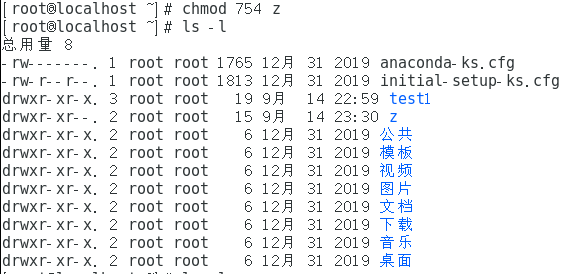 [root@localhost ~]# chmod 754 z
[root@localhost ~]# ls -l
总用量 8
-rw-------. 1 root root 1765 12月 31 2019 anaconda-ks.cfg
-rw-r--r--. 1 root root 1813 12月 31 2019 initial-setup-ks.cfg
drwxr-xr-x. 3 root root   19 9月  14 22:59 test1
drwxr-xr--. 2 root root   15 9月  14 23:30 z
drwxr-xr-x. 2 root root    6 12月 31 2019 公共
drwxr-xr-x. 2 root root    6 12月 31 2019 模板
drwxr-xr-x. 2 root root    6 12月 31 2019 视频
drwxr-xr-x. 2 root root    6 12月 31 2019 图片
drwxr-xr-x. 2 root root    6 12月 31 2019 文档
drwxr-xr-x. 2 root root    6 12月 31 2019 下载
drwxr-xr-x. 2 root root    6 12月 31 2019 音乐
drwxr-xr-x. 2 root root    6 12月 31 2019 桌面